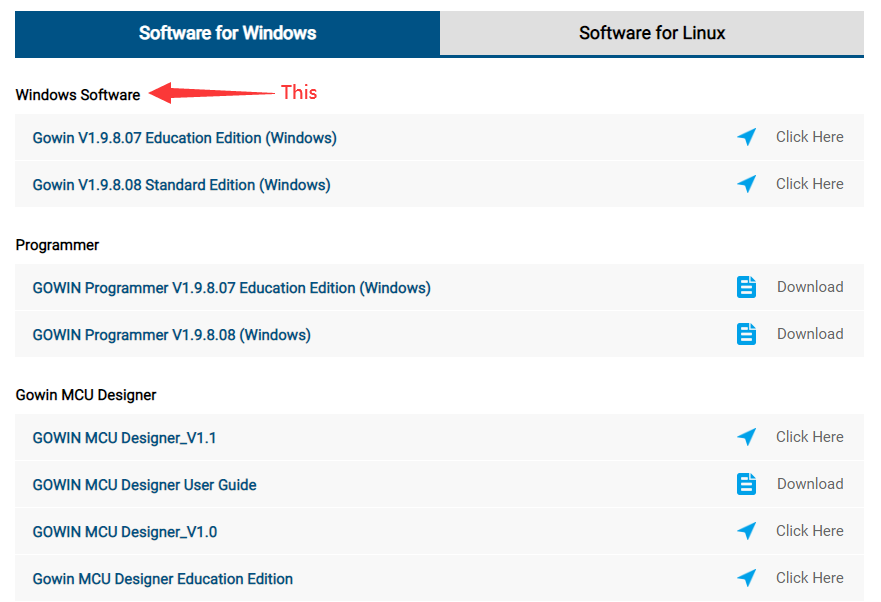 Software for Windows Software for Linux
Windows Software This
Gowin V1.9.8.07 Education Edition (Windows) Click Here
Gowin V1.9.8.08 Standard Edition (Windows) Click Here
Programmer
GOWIN Programmer V1.9.8.07 Education Edition (Windows) Download
GOWIN Programmer V1.9.8.08 (Windows) Download
Gowin MCU Designer
GOWIN MCU Designer_V1.1 Click Here
GOWIN MCU Designer User Guide Download
GOWIN MCU Designer_V1.0 Click Here
Gowin MCU Designer Education Edition Click Here